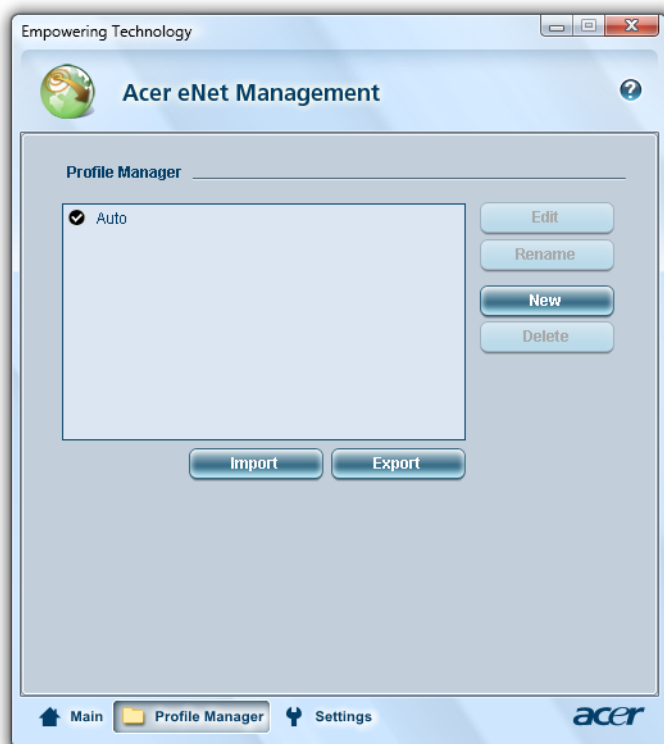 Empowering Technology
Acer eNet Management
?
Profile Manager
Auto
Edit
Rename
New
Delete
Import
Export
Main
Profile Manager
Settings
acer